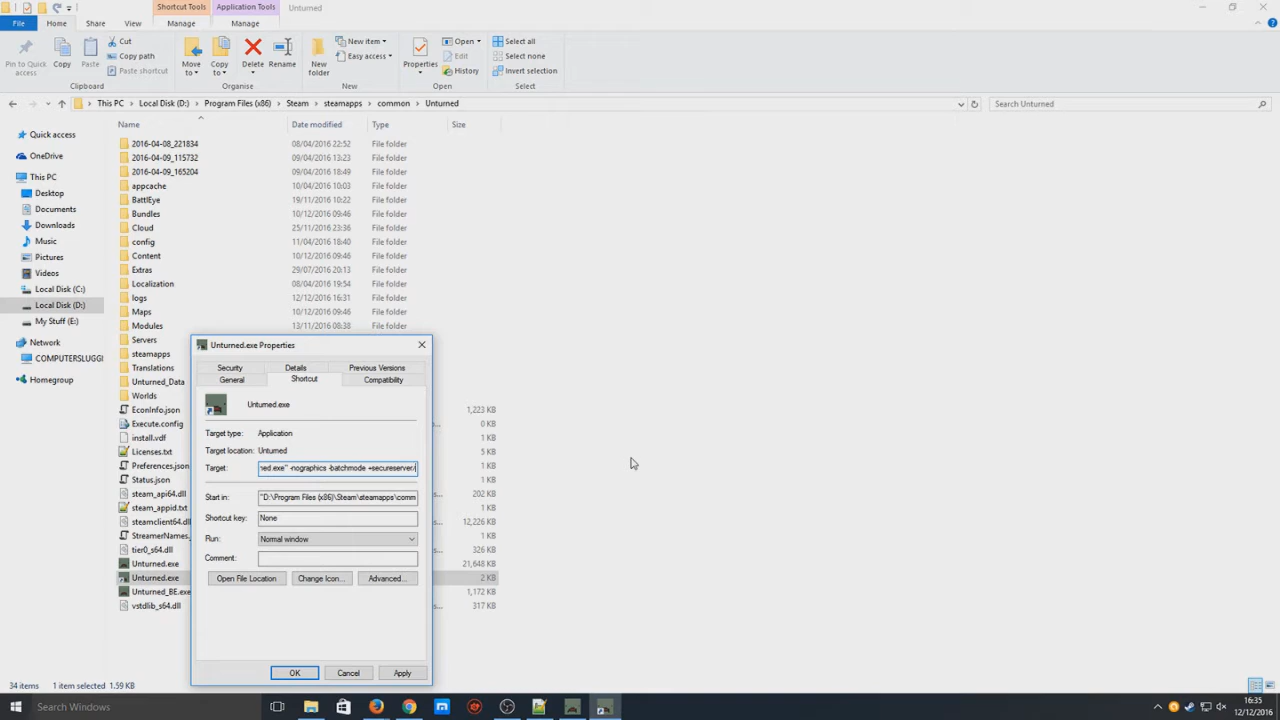 Shortcut Tools
Application Tools
Unturned
File
Home
Share
View
Manage
Manage
Pin to Quick access
Copy
Paste
Cut
Copy path
Paste shortcut
Clipboard
Move to
Copy to
Delete
Rename
Organise
New folder
New item
Easy access
New
Properties
Open
Edit
History
Open
Select all
Select none
Invert selection
Select
This PC
Local Disk (D:)
Program Files (x86)
Steam
steamapps
common
Unturned
Search Unturned
Quick access
OneDrive
This PC
Desktop
Documents
Downloads
Music
Pictures
Videos
Local Disk (C:)
Local Disk (D:)
My Stuff (E:)
Network
COMPUTERSLUGGI
Homegroup
Name Date modified Type Size
2016-04-08_221834 08/04/2016 22:52 File folder
2016-04-09_115732 09/04/2016 13:23 File folder
2016-04-09_165204 09/04/2016 18:49 File folder
appcache 10/04/2016 10:03 File folder
BattlEye 19/11/2016 10:22 File folder
Bundles 10/12/2016 09:46 File folder
Cloud 25/11/2016 23:36 File folder
config 11/04/2016 18:40 File folder
Content 10/12/2016 09:46 File folder
Extras 29/07/2016 20:13 File folder
Localization 08/04/2016 19:54 File folder
logs 12/12/2016 16:31 File folder
Maps 10/12/2016 09:46 File folder
Modules 13/11/2016 08:38 File folder
Servers
steamapps
Translations
Unturned_Data
Worlds
EconInfo.json 1,223 KB
Execute.config 0 KB
install.vdf 1 KB
Licenses.txt 5 KB
Preferences.json 1 KB
Status.json 1 KB
steam_api64.dll 202 KB
steam_appid.txt 1 KB
steamclient64.dll 12,226 KB
StreamerNames. 1 KB
tier0_s64.dll 326 KB
Unturned.exe 21,648 KB
Unturned.exe 2 KB
Unturned_BE.exe 1,172 KB
vstdlib_s64.dll 317 KB
Unturned.exe Properties
Security Details Previous Versions
General Shortcut Compatibility
Unturned.exe
Target type: Application
Target location: Unturned
Target: ned.exe" -nographics -batchmode +secureserver/
Start in: "D:\Program Files (x86)\Steam\steamapps\comm
Shortcut key: None
Run: Normal window
Comment:
Open File Location Change Icon... Advanced...
OK Cancel Apply
34 items 1 item selected 1.59 KB
Search Windows
16:35
12/12/2016